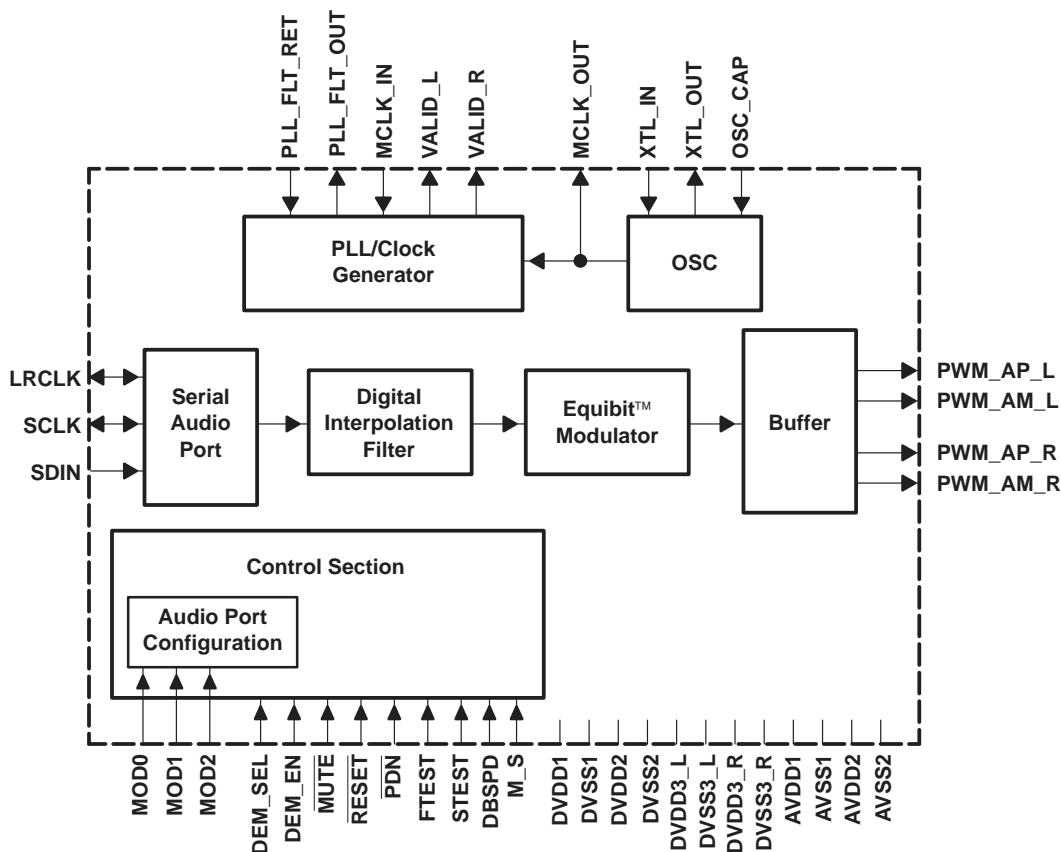 PLL_FLT_RET
PLL_FLT_OUT
MCLK_IN
VALID_L
VALID_R
MCLK_OUT
XTL_IN
XTL_OUT
OSC_CAP
PLL/Clock
Generator
OSC
LRCLK
SCLK
SDIN
Serial
Audio
Port
Digital
Interpolation
Filter
Equibit™
Modulator
Buffer
PWM_AP_L
PWM_AM_L
PWM_AP_R
PWM_AM_R
Control Section
Audio Port
Configuration
MOD0
MOD1
MOD2
DEM_SEL
DEM_EN
MUTE
RESET
PDN
FTEST
STEST
DBSPD
M_S
DVDD1
DVSS1
DVDD2
DVSS2
DVDD3_L
DVSS3_L
DVDD3_R
DVSS3_R
AVDD1
AVSS1
AVDD2
AVSS2